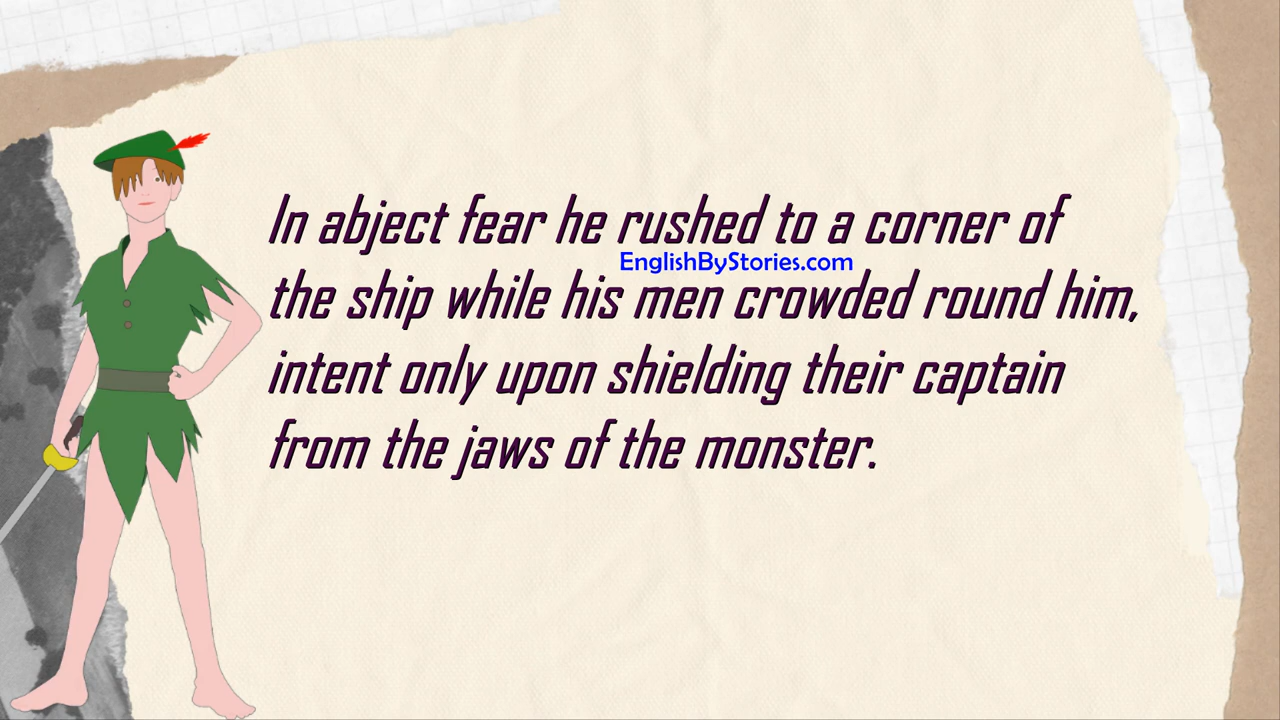 In abject fear he rushed to a corner of
EnglishByStories.com
the ship while his men crowded round him,
intent only upon shielding their captain
from the jaws of the monster.